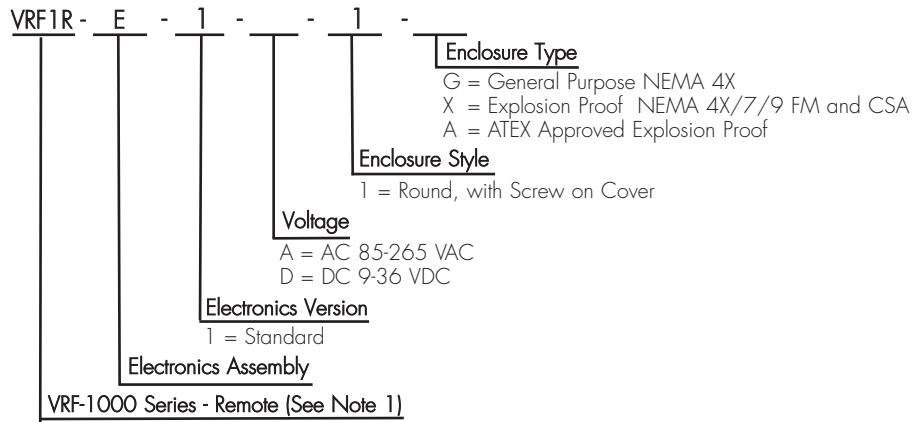 VRF1R - E - 1 - - 1 -
Enclosure Type
G = General Purpose NEMA 4X
X = Explosion Proof NEMA 4X/7/9 FM and CSA
A = ATEX Approved Explosion Proof
Enclosure Style
1 = Round, with Screw on Cover
Voltage
A = AC 85-265 VAC
D = DC 9-36 VDC
Electronics Version
1 = Standard
Electronics Assembly
VRF-1000 Series - Remote (See Note 1)